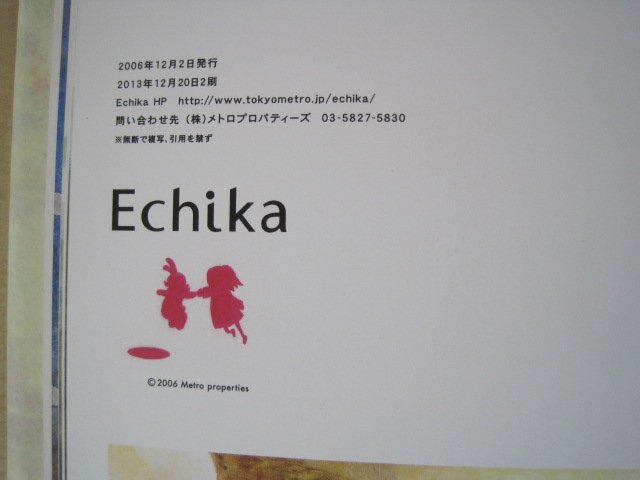 2006年12月2日発行
2013年12月20日2刷
Echika HP http://www.tokyometro.jp/echika/
問い合わせ先 (株)メトロプロパティーズ 03-5827-5830
※無断で複写、引用を禁ず
Echika
©2006 Metro properties